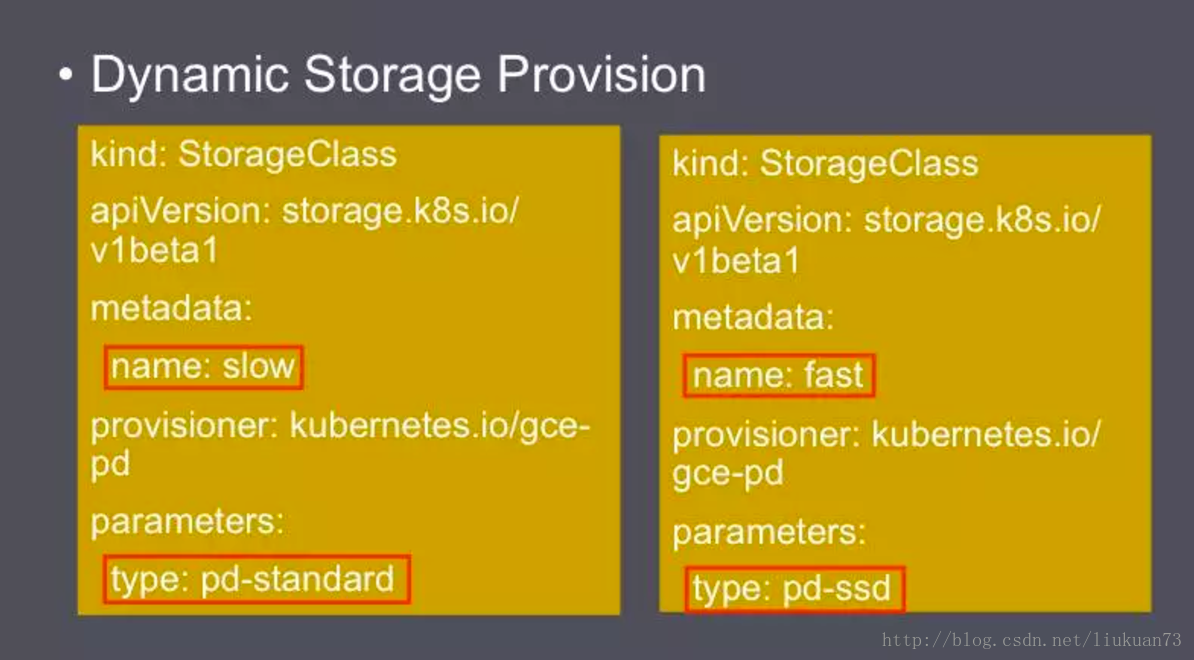 • Dynamic Storage Provision
kind: StorageClass
apiVersion: storage.k8s.io/
v1beta1
metadata:
name: slow
provisioner: kubernetes.io/gce-
pd
parameters:
type: pd-standard
kind: StorageClass
apiVersion: storage.k8s.io/
v1beta1
metadata:
name: fast
provisioner: kubernetes.io/
gce-pd
parameters:
type: pd-ssd
http://blog.csdn.net/liukuan73